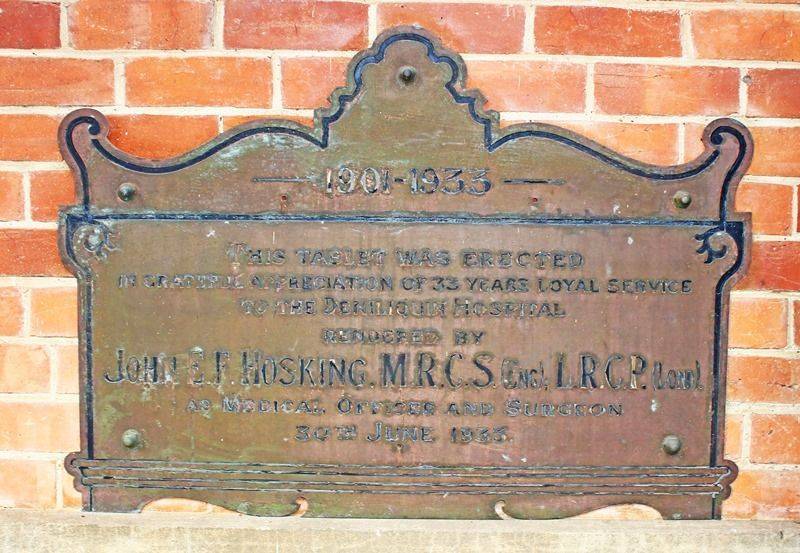 1901-1933
THIS TABLET WAS ERECTED
IN GRATEFUL APPRECIATION OF 33 YEARS LOYAL SERVICE
TO THE DENILIQUIN HOSPITAL
RENDERED BY
JOHN E.F. HOSKING. M.R.C.S. (ENG), L.R.C.P. (LOND).
AS MEDICAL OFFICER AND SURGEON
30TH JUNE 1933.